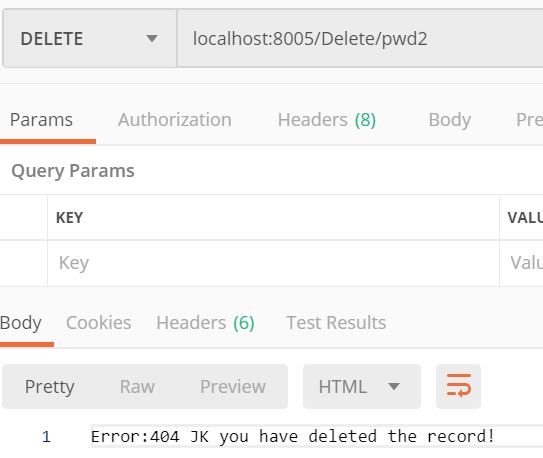 DELETE localhost:8005/Delete/pwd2
Params Authorization Headers (8) Body Pre
Query Params
KEY VALU
Key Valu
Body Cookies Headers (6) Test Results
Pretty Raw Preview HTML
1 Error:404 JK you have deleted the record!